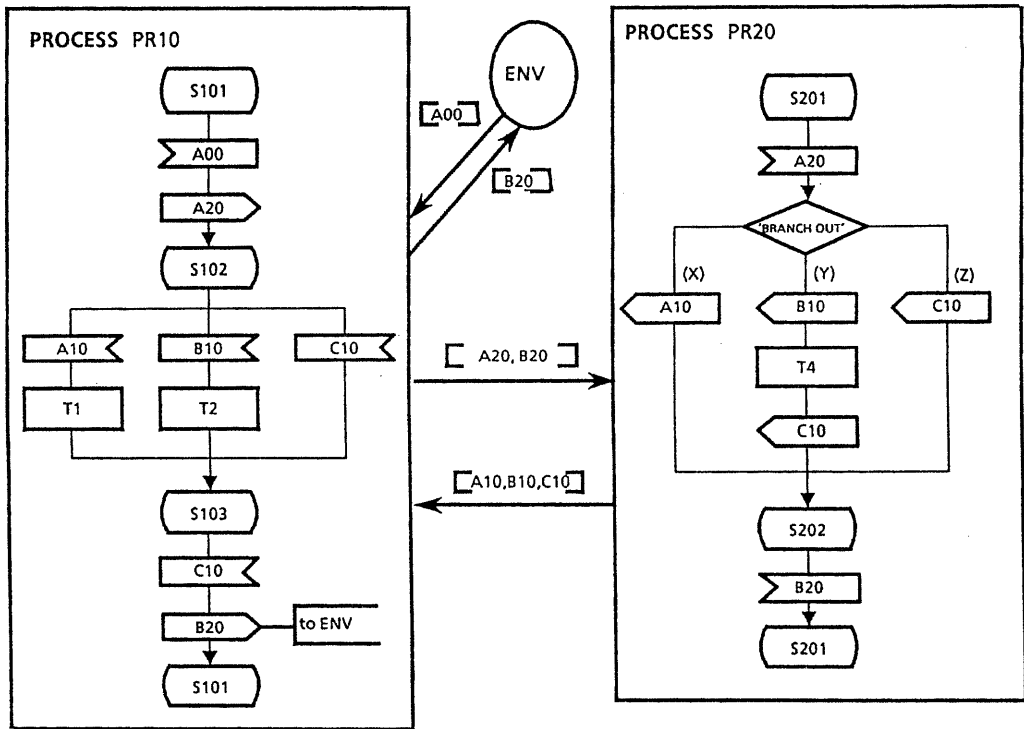 PROCESS PR10
S101
A00
A20
S102
A10
B10
C10
T1
T2
S103
C10
B20
to ENV
S101
ENV
A00
B20
A20, B20
A10,B10,C10
PROCESS PR20
S201
A20
'BRANCH OUT'
(X)
(Y)
(Z)
A10
B10
C10
T4
C10
S202
B20
S201